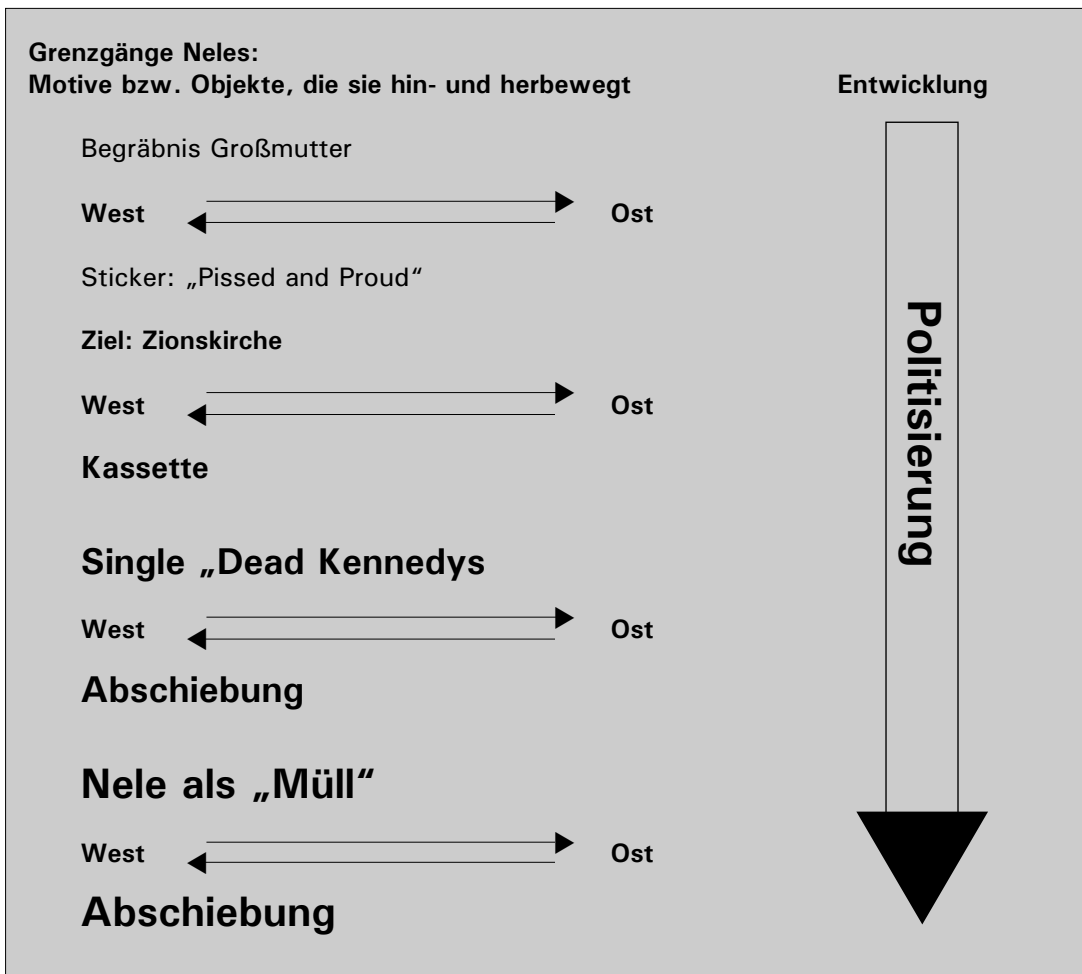 Grenzgänge Neles:
Motive bzw. Objekte, die sie hin- und herbewegt
Entwicklung
Begräbnis Großmutter
West Ost
Sticker: „Pissed and Proud“
Ziel: Zionskirche
West Ost
Kassette
Single „Dead Kennedys
West Ost
Abschiebung
Nele als „Müll“
West Ost
Abschiebung
Politisierung